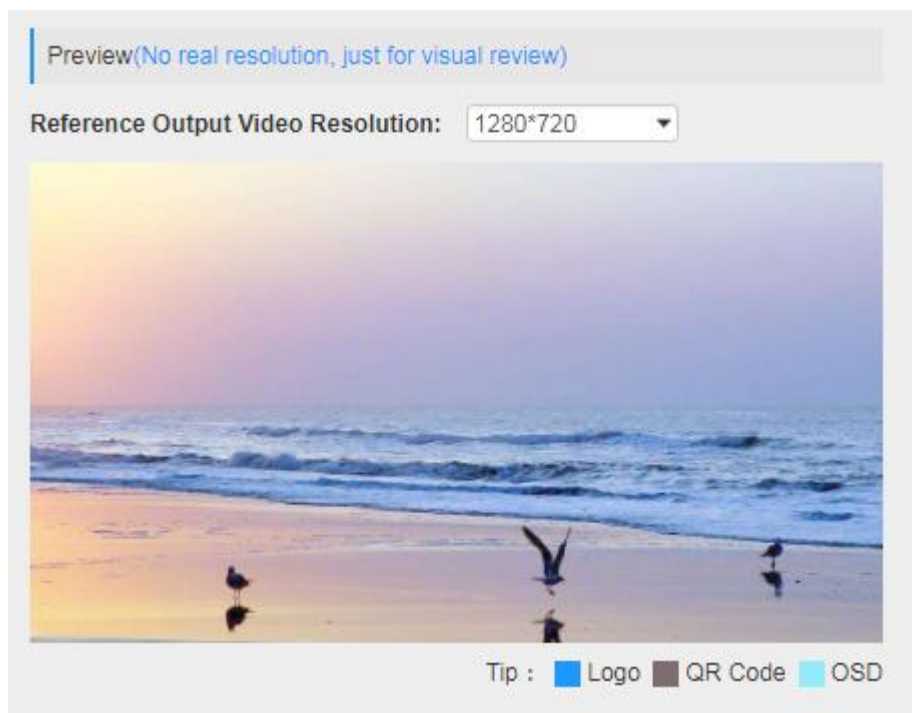 Preview(No real resolution, just for visual review)
Reference Output Video Resolution: 1280*720
Tip : Logo QR Code OSD